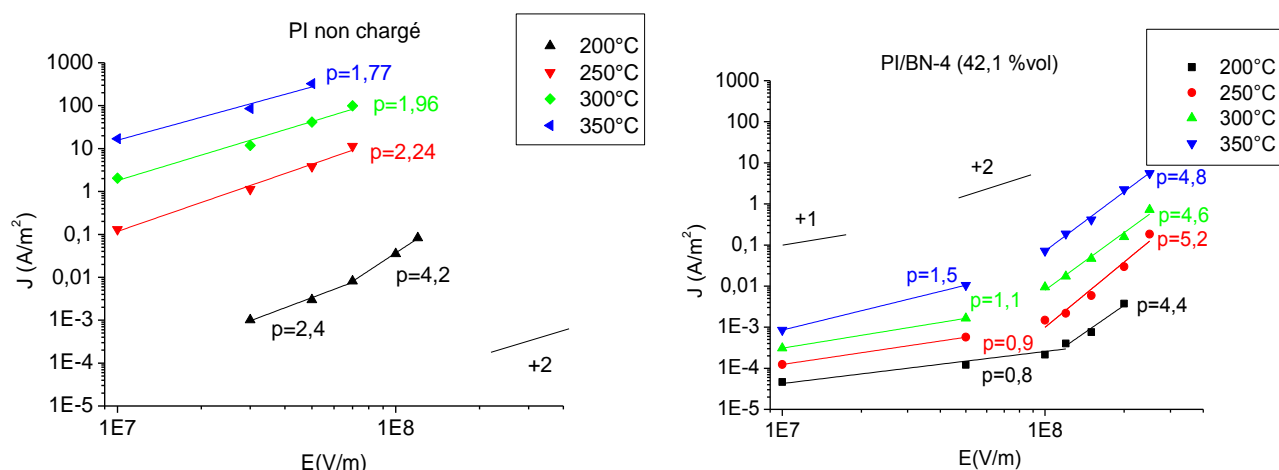 PI non chargé
200°C
250°C
300°C
350°C
1000
100
10
1
0,1
0,01
1E-3
1E-4
1E-5
J (A/m²)
p=1,77
p=1,96
p=2,24
p=4,2
p=2,4
+2
1E7
1E8
E(V/m)
PI/BN-4 (42,1 %vol)
200°C
250°C
300°C
350°C
1000
100
10
1
0,1
0,01
1E-3
1E-4
1E-5
J (A/m²)
+2
+1
p=4,8
p=4,6
p=5,2
p=1,5
p=1,1
p=4,4
p=0,9
p=0,8
1E7
1E8
E(V/m)